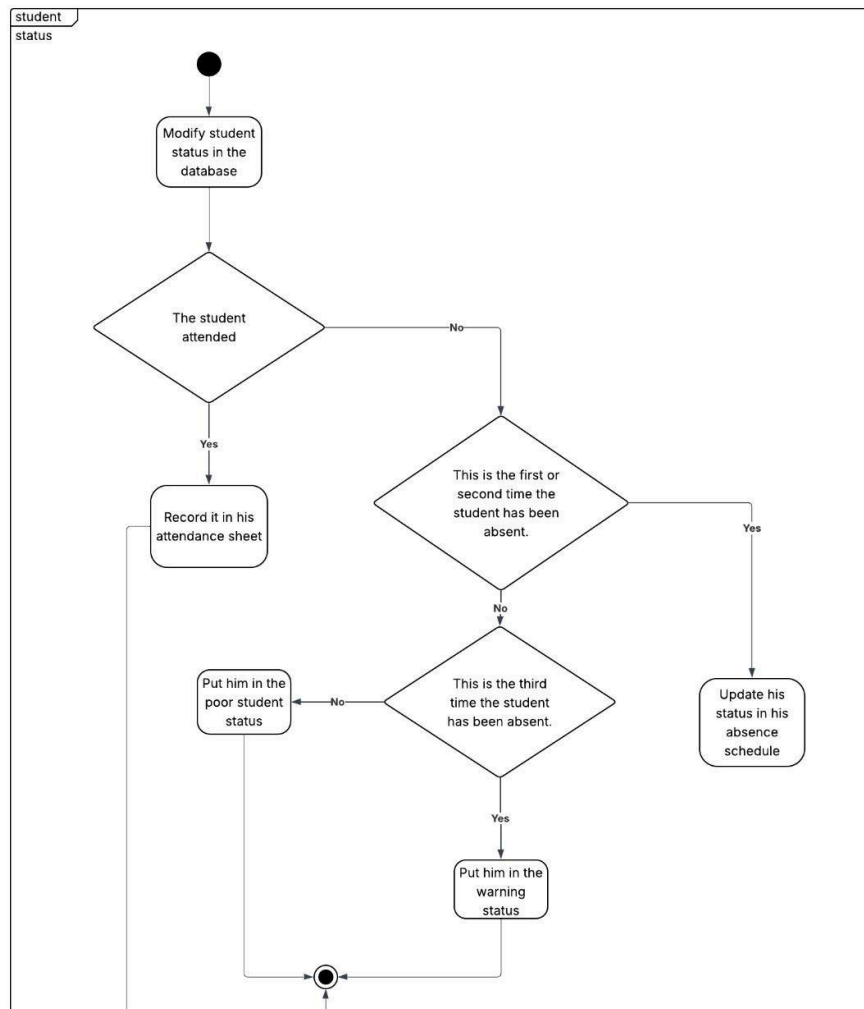 student
status
Modify student
status in the
database
The student
attended
No
Yes
Record it in his
attendance sheet
This is the first or
second time the
student has been
absent.
Yes
No
This is the third
time the student
has been absent.
No
Put him in the
poor student
status
Update his
status in his
absence
schedule
Yes
Put him in the
warning
status